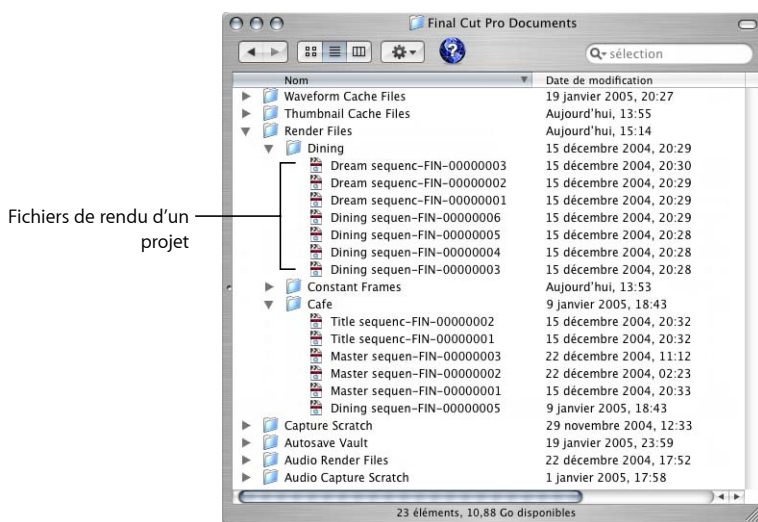 Final Cut Pro Documents
sélection
Nom Date de modification
Waveform Cache Files 19 janvier 2005, 20:27
Thumbnail Cache Files Aujourd'hui, 13:55
Render Files Aujourd'hui, 15:14
Dining 15 décembre 2004, 20:29
Dream sequenc-FIN-00000003 15 décembre 2004, 20:30
Dream sequenc-FIN-00000002 15 décembre 2004, 20:29
Dream sequenc-FIN-00000001 15 décembre 2004, 20:29
Dining sequen-FIN-00000006 15 décembre 2004, 20:29
Dining sequen-FIN-00000005 15 décembre 2004, 20:28
Dining sequen-FIN-00000004 15 décembre 2004, 20:28
Dining sequen-FIN-00000003 15 décembre 2004, 20:28
Constant Frames Aujourd'hui, 13:53
Cafe 9 janvier 2005, 18:43
Title sequenc-FIN-00000002 15 décembre 2004, 20:32
Title sequenc-FIN-00000001 15 décembre 2004, 20:32
Master sequen-FIN-00000003 22 décembre 2004, 11:12
Master sequen-FIN-00000002 22 décembre 2004, 02:23
Master sequen-FIN-00000001 15 décembre 2004, 20:33
Dining sequen-FIN-00000005 9 janvier 2005, 18:43
Capture Scratch 29 novembre 2004, 12:33
Autosave Vault 19 janvier 2005, 23:59
Audio Render Files 22 décembre 2004, 17:52
Audio Capture Scratch 1 janvier 2005, 17:58
23 éléments, 10,88 Go disponibles
Fichiers de rendu d'un
projet